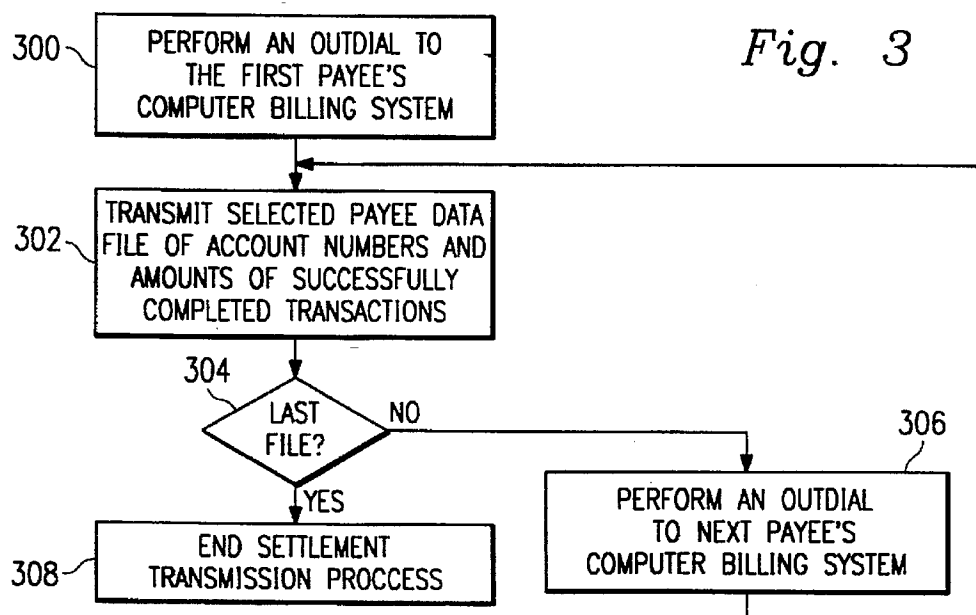 Fig. 3
300
PERFORM AN OUTDIAL TO
THE FIRST PAYEE'S
COMPUTER BILLING SYSTEM
302
TRANSMIT SELECTED PAYEE DATA
FILE OF ACCOUNT NUMBERS AND
AMOUNTS OF SUCCESSFULLY
COMPLETED TRANSACTIONS
304
LAST
FILE?
NO
YES
306
PERFORM AN OUTDIAL
TO NEXT PAYEE'S
COMPUTER BILLING SYSTEM
308
END SETTLEMENT
TRANSMISSION PROCCESS